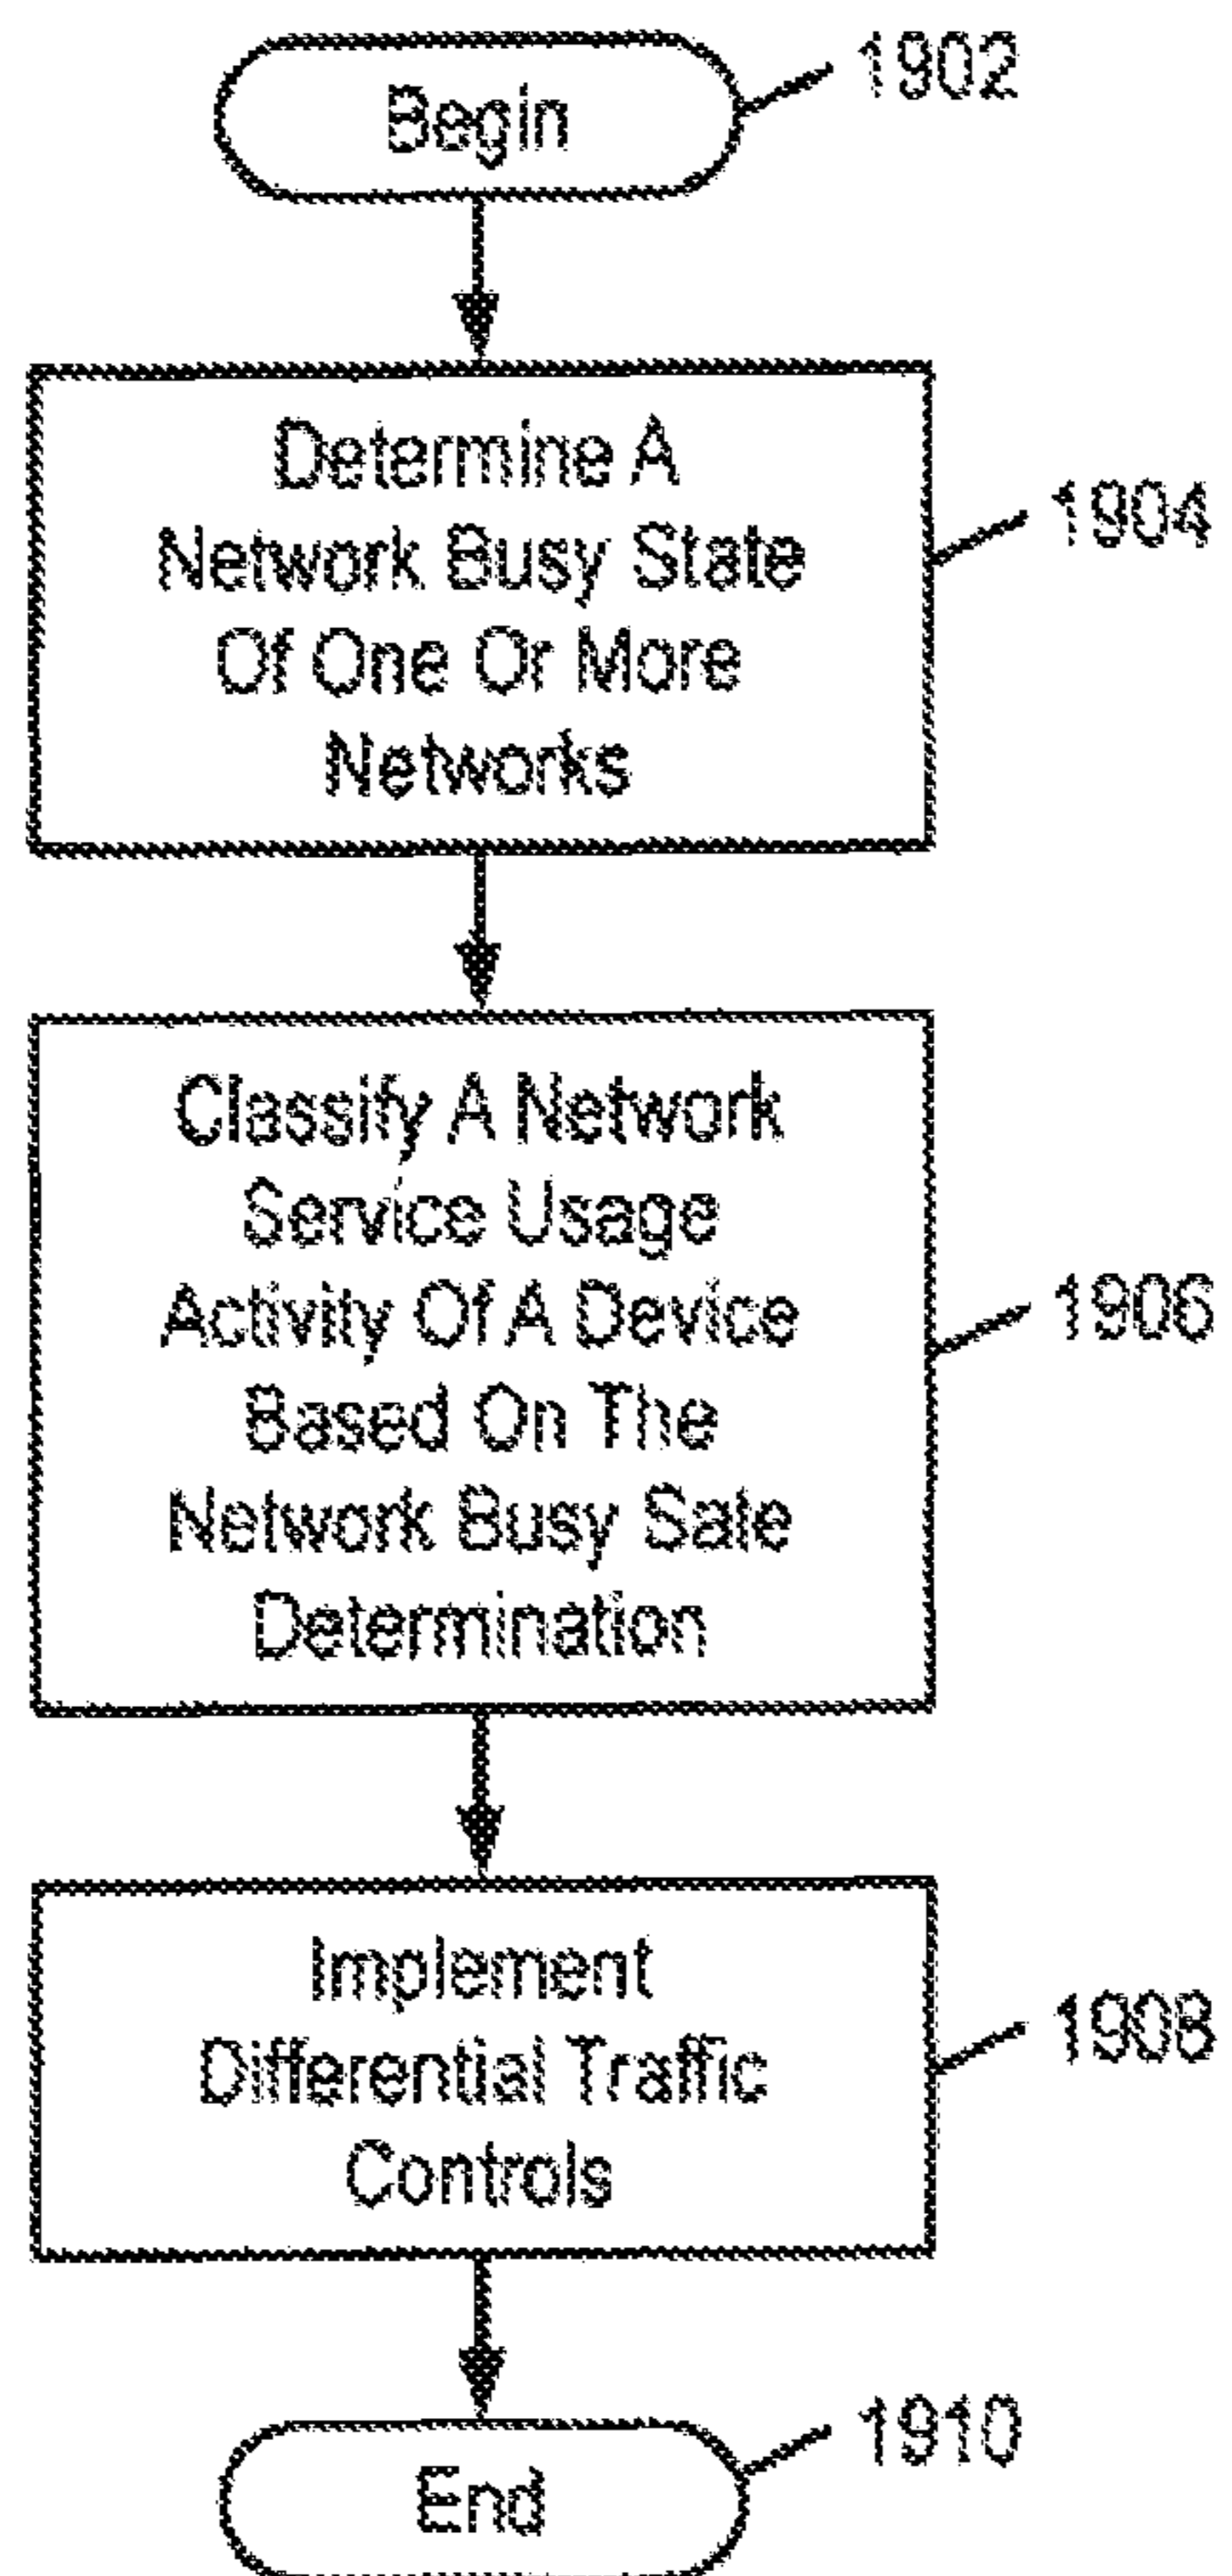 Begin
1902
Determine A
Network Busy State
Of One Or More
Networks
1904
Classify A Network
Service Usage
Activity Of A Device
Based On The
Network Busy Sate
Determination
1906
Implement
Differential Traffic
Controls
1908
End
1910